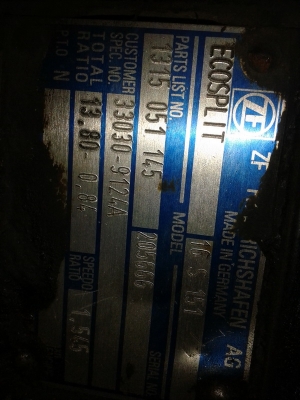 ZF FRIEDRICHSHAFEN AG
MADE IN GERMANY
ECOSPLIT
MODEL 16 S 151
PARTS LIST NO. 1315 051 145
CUSTOMER SPEC. NO. 33030-9124A
TOTAL RATIO 13.80-0.84
SPEEDO RATIO 1.545
P.T.O. N